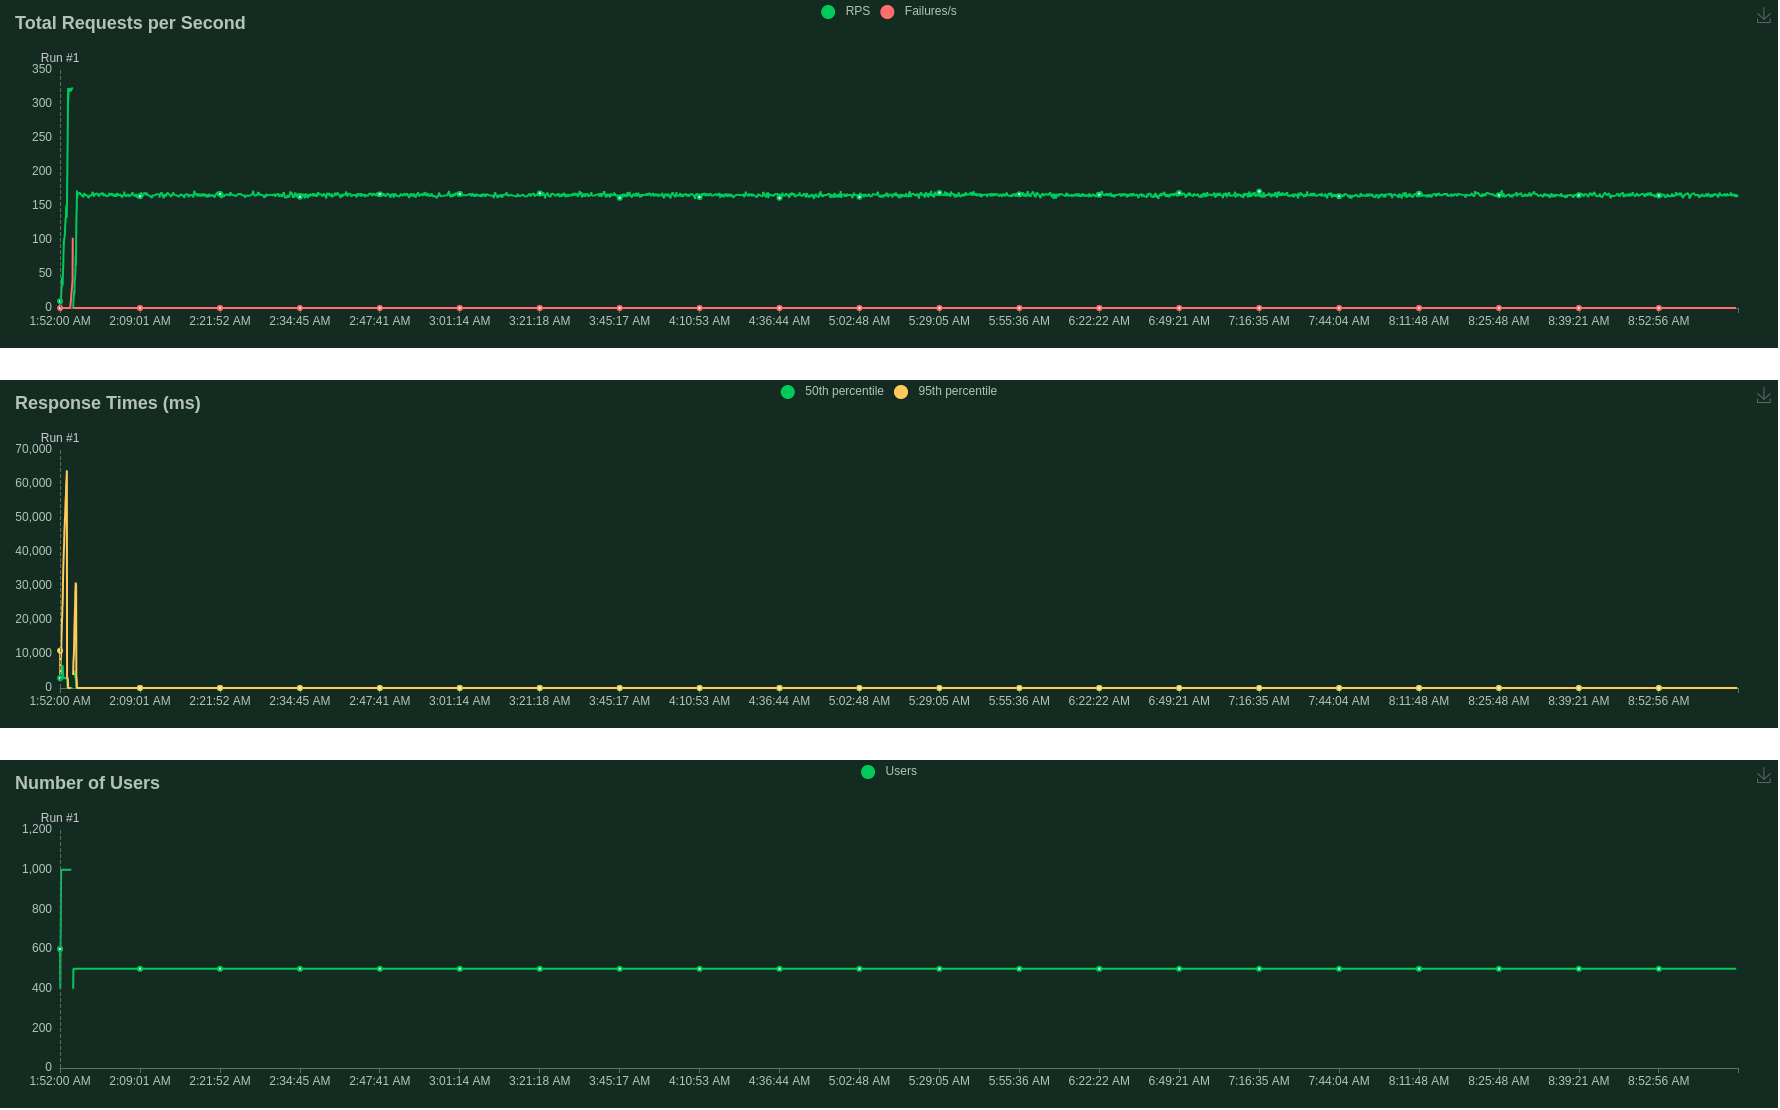 Total Requests per Second
RPS Failures/s
Run #1
350
300
250
200
150
100
50
0
1:52:00 AM 2:09:01 AM 2:21:52 AM 2:34:45 AM 2:47:41 AM 3:01:14 AM 3:21:18 AM 3:45:17 AM 4:10:53 AM 4:36:44 AM 5:02:48 AM 5:29:05 AM 5:55:36 AM 6:22:22 AM 6:49:21 AM 7:16:35 AM 7:44:04 AM 8:11:48 AM 8:25:48 AM 8:39:21 AM 8:52:56 AM
Response Times (ms)
50th percentile 95th percentile
Run #1
70,000
60,000
50,000
40,000
30,000
20,000
10,000
0
1:52:00 AM 2:09:01 AM 2:21:52 AM 2:34:45 AM 2:47:41 AM 3:01:14 AM 3:21:18 AM 3:45:17 AM 4:10:53 AM 4:36:44 AM 5:02:48 AM 5:29:05 AM 5:55:36 AM 6:22:22 AM 6:49:21 AM 7:16:35 AM 7:44:04 AM 8:11:48 AM 8:25:48 AM 8:39:21 AM 8:52:56 AM
Number of Users
Users
Run #1
1,200
1,000
800
600
400
200
0
1:52:00 AM 2:09:01 AM 2:21:52 AM 2:34:45 AM 2:47:41 AM 3:01:14 AM 3:21:18 AM 3:45:17 AM 4:10:53 AM 4:36:44 AM 5:02:48 AM 5:29:05 AM 5:55:36 AM 6:22:22 AM 6:49:21 AM 7:16:35 AM 7:44:04 AM 8:11:48 AM 8:25:48 AM 8:39:21 AM 8:52:56 AM